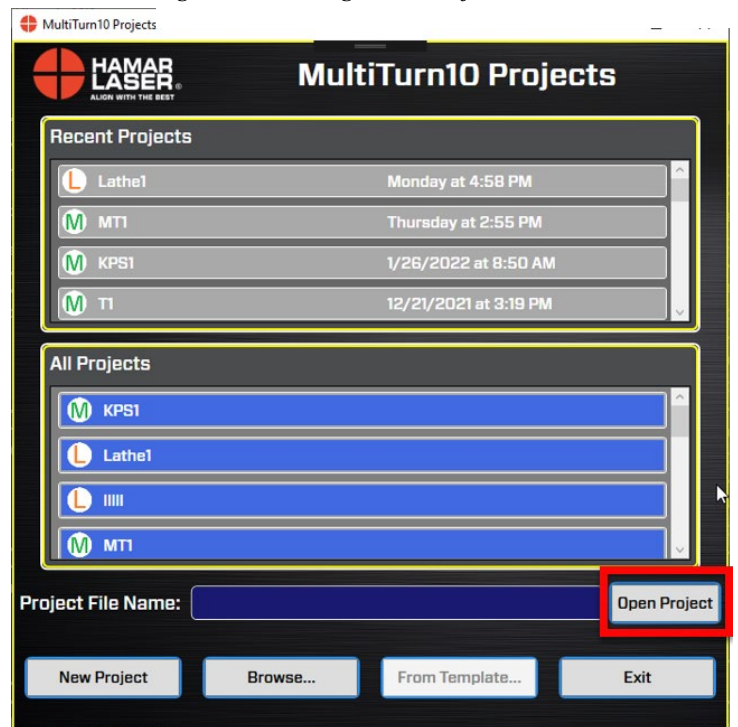 MultiTurn10 Projects
HAMAR
LASER®
ALIGN WITH THE BEST
MultiTurn10 Projects
Recent Projects
L Lathe1 Monday at 4:58 PM
M MT1 Thursday at 2:55 PM
M KPS1 1/26/2022 at 8:50 AM
M T1 12/21/2021 at 3:19 PM
All Projects
M KPS1
L Lathe1
L lllll
M MT1
Project File Name: Open Project
New Project Browse... From Template... Exit